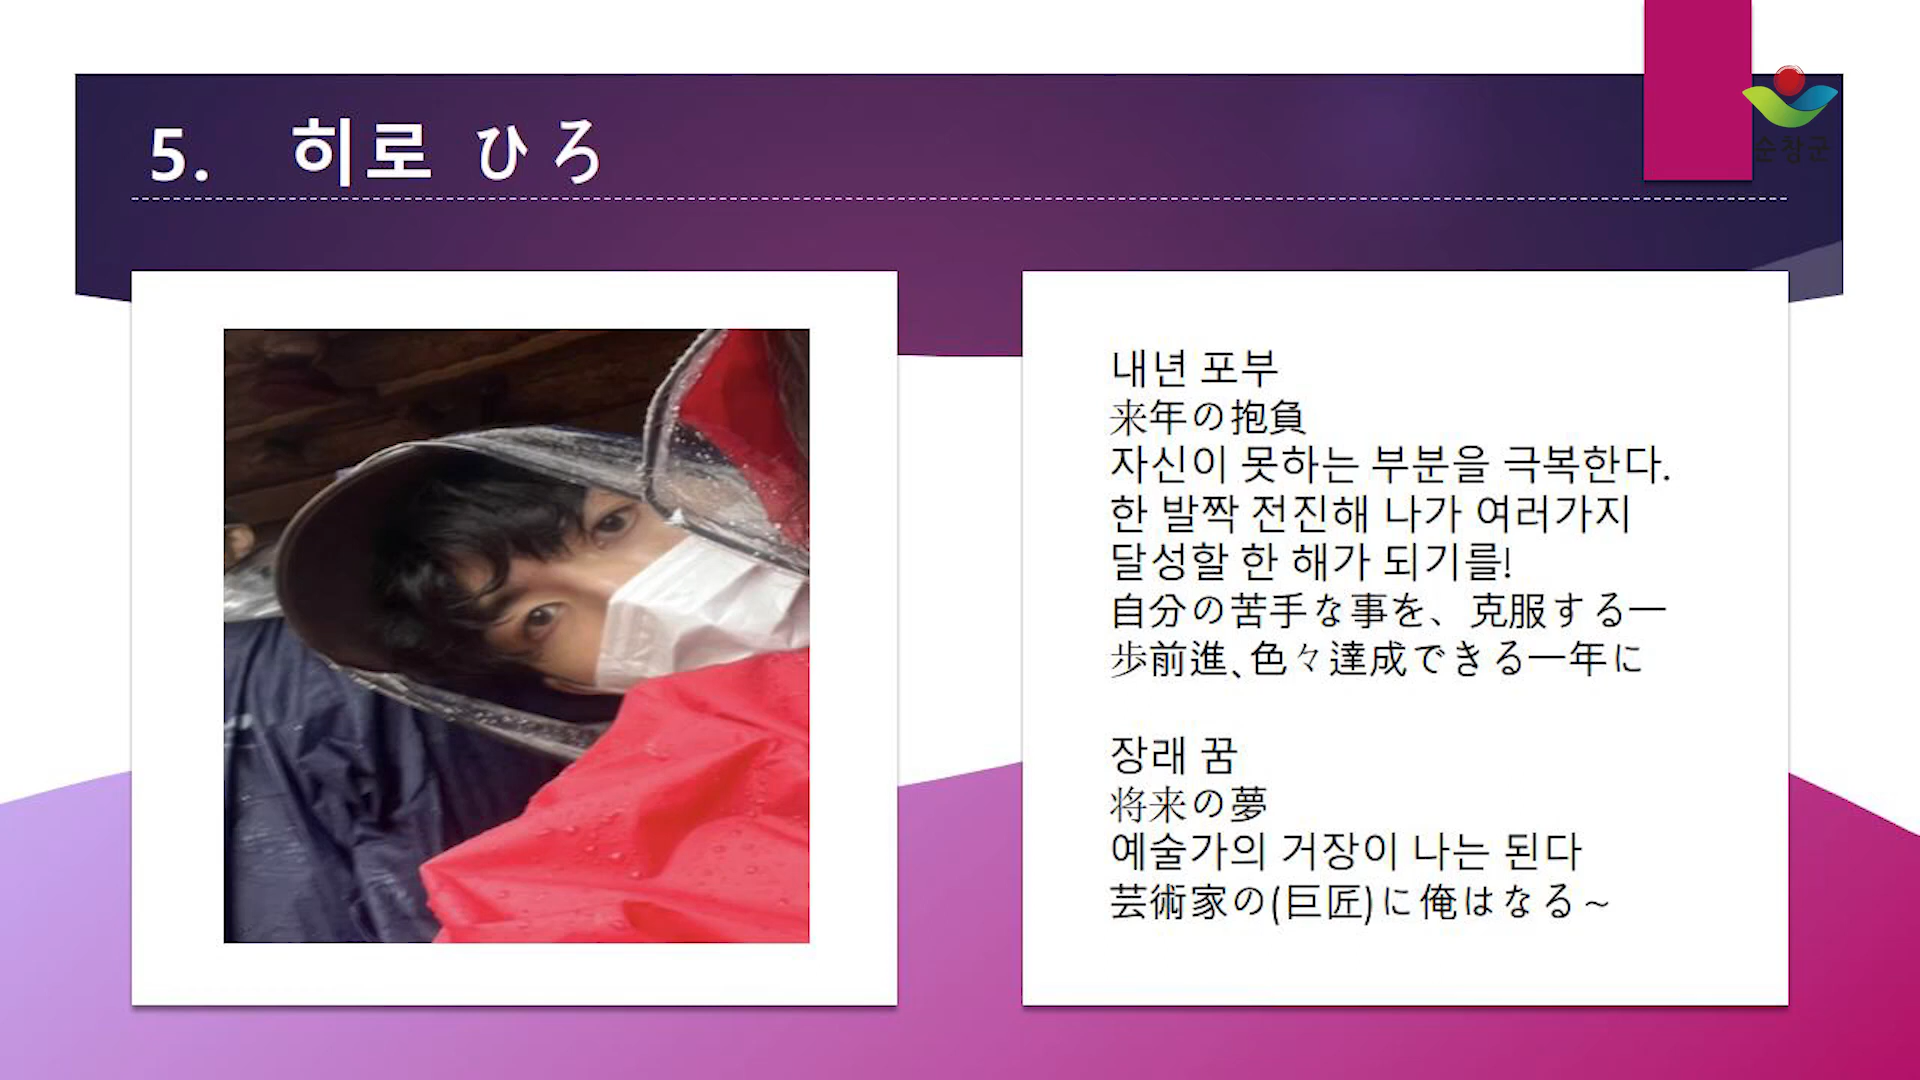 5. 히로 ひろ
순창군
내년 포부
来年の抱負
자신이 못하는 부분을 극복한다.
한 발짝 전진해 나가 여러가지
달성할 한 해가 되기를!
自分の苦手な事を、克服する一
歩前進､色々達成できる一年に
장래 꿈
将来の夢
예술가의 거장이 나는 된다
芸術家の(巨匠)に俺はなる~